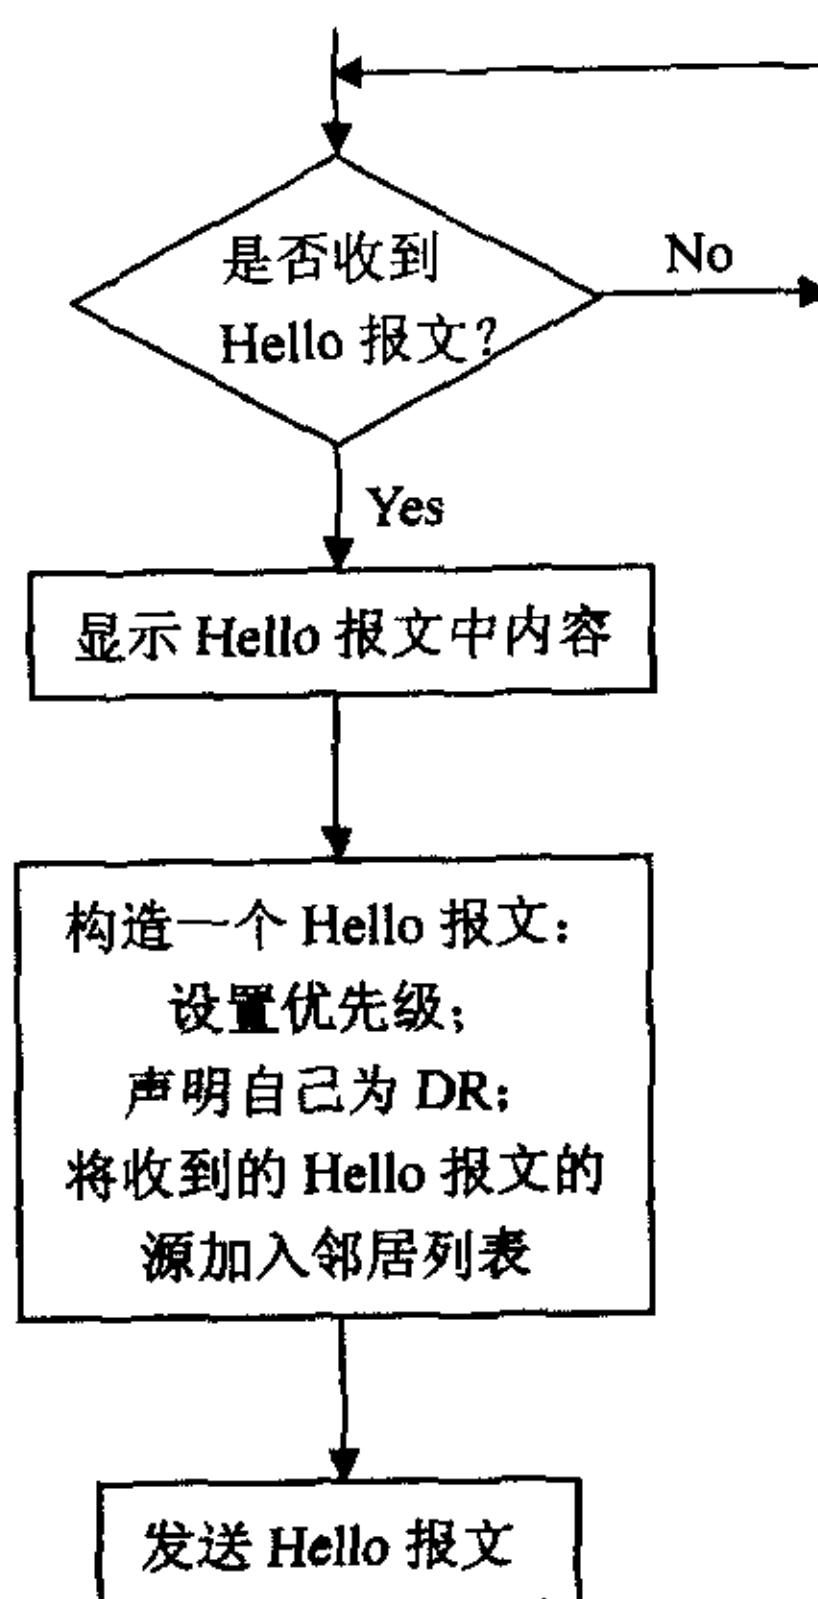 是否收到
No
Hello 报文?
Yes
显示 Hello 报文中内容
构造一个 Hello 报文:
设置优先级;
声明自己为 DR;
将收到的 Hello 报文的
源加入邻居列表
发送 Hello 报文